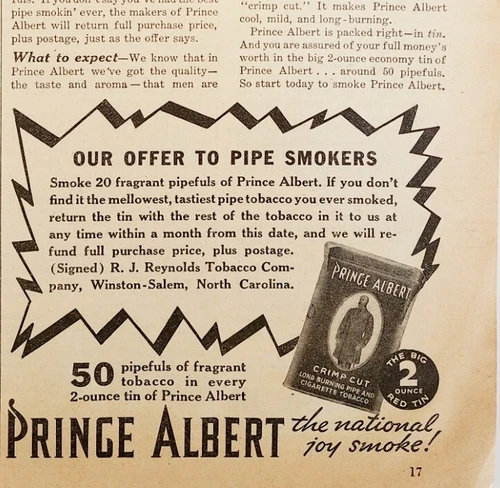 pipe smokin' ever, the makers of Prince
Albert will return full purchase price,
plus postage, just as the offer says.
What to expect—We know that in
Prince Albert we've got the quality—
the taste and aroma—that men are
"crimp cut." It makes Prince Albert
cool, mild, and long-burning.
Prince Albert is packed right—in tin.
And you are assured of your full money's
worth in the big 2-ounce economy tin of
Prince Albert . . . around 50 pipefuls.
So start today to smoke Prince Albert.
OUR OFFER TO PIPE SMOKERS
Smoke 20 fragrant pipefuls of Prince Albert. If you don't
find it the mellowest, tastiest pipe tobacco you ever smoked,
return the tin with the rest of the tobacco in it to us at
any time within a month from this date, and we will re-
fund full purchase price, plus postage.
(Signed) R. J. Reynolds Tobacco Com-
pany, Winston-Salem, North Carolina.
PRINCE ALBERT
CRIMP CUT
LONG BURNING PIPE AND
CIGARETTE TOBACCO
THE BIG
2
OUNCE
RED TIN
50 pipefuls of fragrant
tobacco in every
2-ounce tin of Prince Albert
PRINCE ALBERT
the national
joy smoke!
17